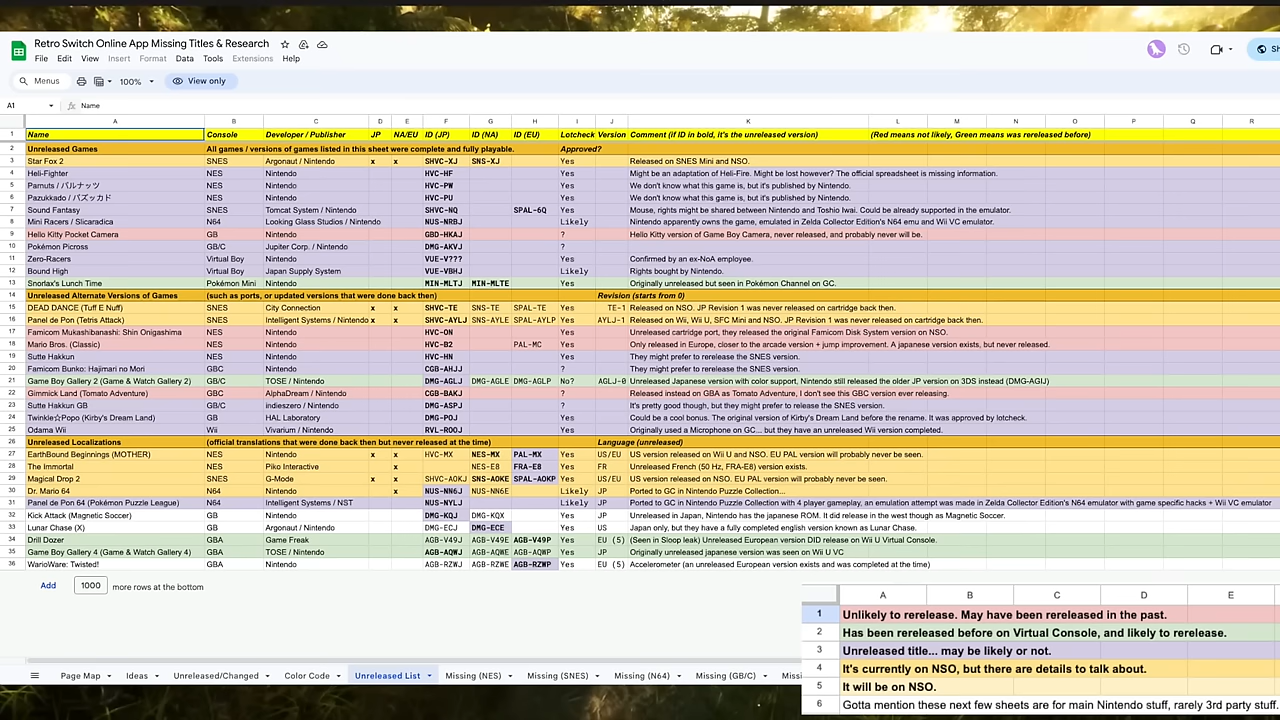 Retro Switch Online App Missing Titles & Research
File Edit View Insert Format Data Tools Extensions Help
Menus 100% View only
A1 fx Name
A B C D E F G H I J K L M N O P Q R
1 Name Console Developer / Publisher JP NA/EU ID (JP) ID (NA) ID (EU) Lotcheck Version Comment (if ID in bold, it's the unreleased version) (Red means not likely, Green means was rereleased before)
2 Unreleased Games All games / versions of games listed in this sheet were complete and fully playable. Approved?
3 Star Fox 2 SNES Argonaut / Nintendo x x SHVC-XJ SNS-XJ Yes Released on SNES Mini and NSO.
4 Heli-Fighter NES Nintendo HVC-HF Yes Might be an adaptation of Heli-Fire. Might be lost however? The official spreadsheet is missing information.
5 Parnuts / パルナッツ NES Nintendo HVC-PW Yes We don't know what this game is, but it's published by Nintendo.
6 Pazukkado / パズッカド NES Nintendo HVC-PU Yes We don't know what this game is, but it's published by Nintendo.
7 Sound Fantasy SNES Tomcat System / Nintendo SHVC-NQ SPAL-6Q Yes Mouse, rights might be shared between Nintendo and Toshio Iwai. Could be already supported in the emulator.
8 Mini Racers / Slicaradica N64 Looking Glass Studios / Nintendo NUS-NRBJ Likely Nintendo apparently owns the game, emulated in Zelda Collector Edition's N64 emu and Wii VC emulator.
9 Hello Kitty Pocket Camera GB Nintendo GBD-HKAJ ? Hello Kitty version of Game Boy Camera, never released, and probably never will be.
10 Pokémon Picross GB/C Jupiter Corp. / Nintendo DMG-AKVJ ?
11 Zero-Racers Virtual Boy Nintendo VUE-V??? Yes Confirmed by an ex-NoA employee.
12 Bound High Virtual Boy Japan Supply System VUE-VBHJ Likely Rights bought by Nintendo.
13 Snorlax's Lunch Time Pokémon Mini Nintendo MIN-MLTJ MIN-MLTE Yes Originally unreleased but seen in Pokémon Channel on GC.
14 Unreleased Alternate Versions of Games (such as ports, or updated versions that were done back then) Revision (starts from 0)
15 DEAD DANCE (Tuff E Nuff) SNES City Connection x x SHVC-TE SNS-TE SPAL-TE Yes TE-1 Released on NSO. JP Revision 1 was never released on cartridge back then.
16 Panel de Pon (Tetris Attack) SNES Intelligent Systems / Nintendo x x SHVC-AYLJ SNS-AYLE SPAL-AYLP Yes AYLJ-1 Released on Wii, Wii U, SFC Mini and NSO. JP Revision 1 was never released on cartridge back then.
17 Famicom Mukashibanashi: Shin Onigashima Nintendo HVC-ON Yes Unreleased cartridge port, they released the original Famicom Disk System version on NSO.
18 Mario Bros. (Classic) NES Nintendo HVC-B2 PAL-MC Yes Only released in Europe, closer to the arcade version + jump improvement. A japanese version exists, but never released.
19 Sutte Hakkun NES Nintendo HVC-HN Yes They might prefer to rerelease the SNES version.
20 Famicom Bunko: Hajimari no Mori GBC Nintendo CGB-AHJJ ?
21 Game Boy Gallery 2 (Game & Watch Gallery 2) GB/C TOSE / Nintendo DMG-AGLJ DMG-AGLE DMG-AGLP No? AGLJ-0 Unreleased Japanese version with color support, Nintendo still released the older JP version on 3DS instead (DMG-AGIJ)
22 Gimmick Land (Tomato Adventure) GBC AlphaDream / Nintendo CGB-BAKJ ? Released instead on GBA as Tomato Adventure, I don't see this GBC version ever releasing.
23 Sutte Hakkun GB GB/C indieszero / Nintendo DMG-ASPJ ? It's pretty good though, but they might prefer to rerelease the SNES version.
24 Twinkle☆Popo (Kirby's Dream Land) GB HAL Laboratory DMG-POJ Yes Could be a cool bonus. The original version of Kirby's Dream Land before the rename. It was approved by lotcheck.
25 Odama Wii Wii Vivarium / Nintendo RVL-ROOJ Yes Originally used a Microphone on GC... but they have an unreleased Wii version completed.
26 Unreleased Localizations (official translations that were done back then but never released at the time) Language (unreleased)
27 EarthBound Beginnings (MOTHER) NES Nintendo x x HVC-MX NES-MX PAL-MX Yes US/EU US version released on Wii U and NSO. EU PAL version will probably never be seen.
28 The Immortal NES Piko Interactive x NES-E8 FRA-E8 Yes FR Unreleased French (50 Hz, FRA-E8) version exists.
29 Magical Drop 2 SNES G-Mode x x SHVC-AOKJ SNS-AOKE SPAL-AOKP Yes US/EU US version released on NSO. EU PAL version will probably never be seen.
30 Dr. Mario 64 N64 Nintendo x NUS-NN6J NUS-NN6E Likely JP Ported to GC in Nintendo Puzzle Collection...
31 Panel de Pon 64 (Pokémon Puzzle League) N64 Intelligent Systems / NST NUS-NYLJ Likely JP Ported to GC in Nintendo Puzzle Collection with 4 player gameplay, an emulation attempt was made in Zelda Collector Edition's N64 emulator with game specific hacks + Wii VC emulator
32 Kick Attack (Magnetic Soccer) GB Nintendo DMG-KQJ DMG-KQX Yes JP Unreleased in Japan, Nintendo has the japanese ROM. It did release in the west though as Magnetic Soccer.
33 Lunar Chase (X) GB Argonaut / Nintendo DMG-ECJ DMG-ECE Yes US Japan only, but they have a fully completed english version known as Lunar Chase.
34 Drill Dozer GBA Game Freak AGB-V49J AGB-V49E AGB-V49P Yes EU (5) (Seen in Sloop leak) Unreleased European version DID release on Wii U Virtual Console.
35 Game Boy Gallery 4 (Game & Watch Gallery 4) GBA TOSE / Nintendo AGB-AQWJ AGB-AQWE AGB-AQWP Yes JP Originally unreleased japanese version was seen on Wii U VC
36 WarioWare: Twisted! GBA Nintendo AGB-RZWJ AGB-RZWE AGB-RZWP Yes EU (5) Accelerometer (an unreleased European version exists and was completed at the time)
Add 1000 more rows at the bottom
A B C D E
1 Unlikely to rerelease. May have been rereleased in the past.
2 Has been rereleased before on Virtual Console, and likely to rerelease.
3 Unreleased title... may be likely or not.
4 It's currently on NSO, but there are details to talk about.
5 It will be on NSO.
6 Gotta mention these next few sheets are for main Nintendo stuff, rarely 3rd party stuff.
Page Map Ideas Unreleased/Changed Color Code Unreleased List Missing (NES) Missing (SNES) Missing (N64) Missing (GB/C) Missi